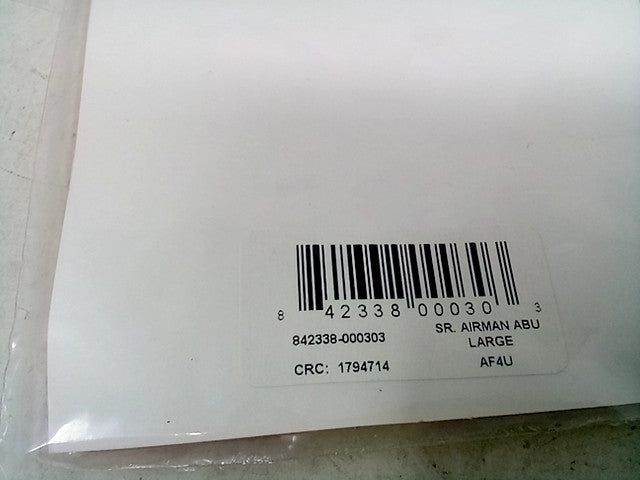 8 42338 00030 3
842338-000303
SR. AIRMAN ABU
LARGE
CRC: 1794714
AF4U